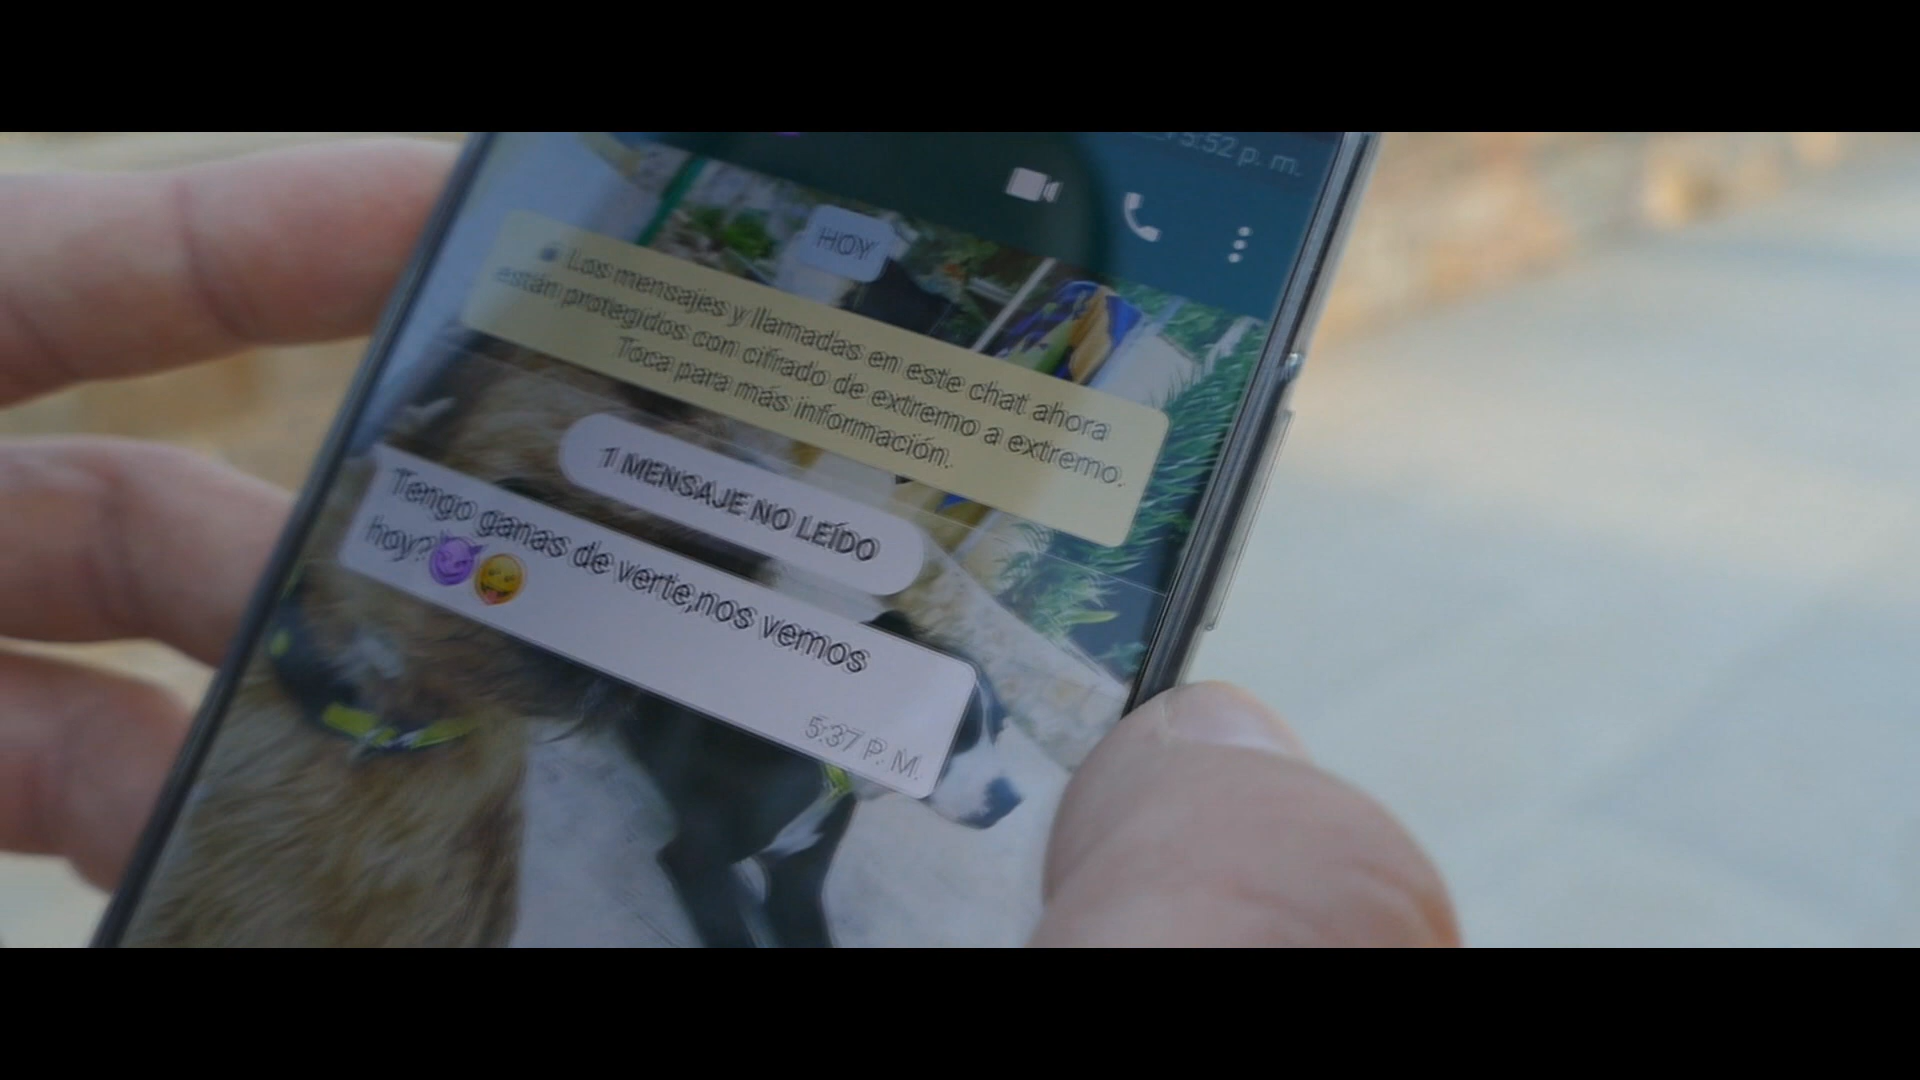 5:52 p. m.
HOY
Los mensajes y llamadas en este chat ahora
están protegidos con cifrado de extremo a extremo.
Toca para más información.
1 MENSAJE NO LEÍDO
Tengo ganas de verte,nos vemos
hoy?😈😜
5:37 P. M.